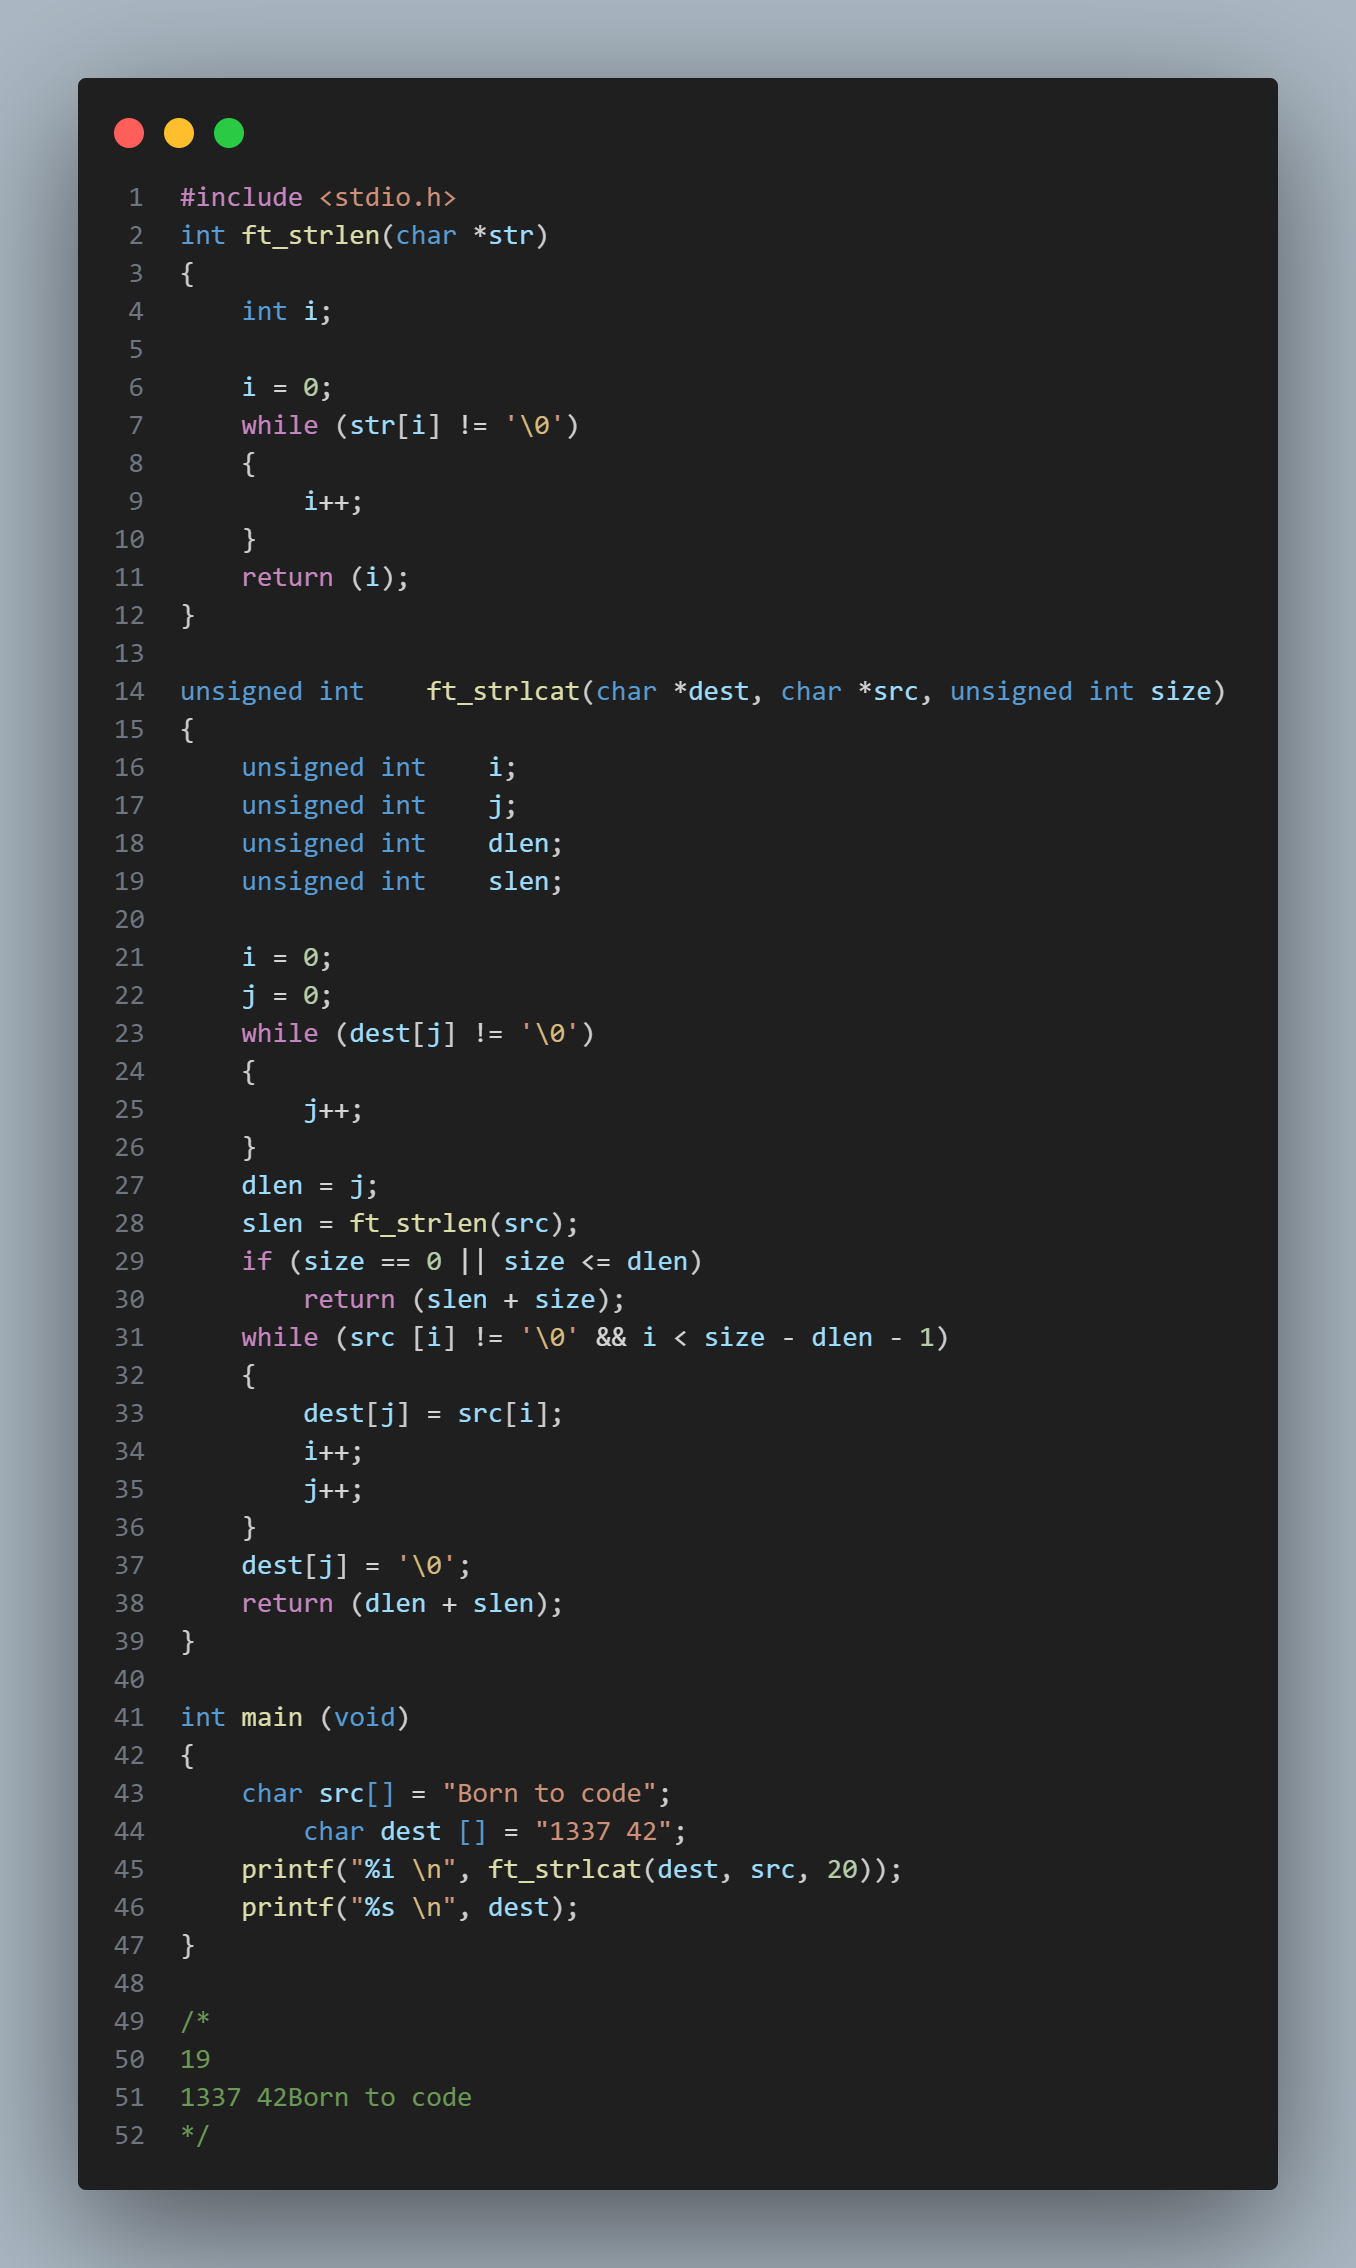 1 #include <stdio.h>
2 int ft_strlen(char *str)
3 {
4     int i;
5
6     i = 0;
7     while (str[i] != '\0')
8     {
9         i++;
10     }
11     return (i);
12 }
13
14 unsigned int    ft_strlcat(char *dest, char *src, unsigned int size)
15 {
16     unsigned int    i;
17     unsigned int    j;
18     unsigned int    dlen;
19     unsigned int    slen;
20
21     i = 0;
22     j = 0;
23     while (dest[j] != '\0')
24     {
25         j++;
26     }
27     dlen = j;
28     slen = ft_strlen(src);
29     if (size == 0 || size <= dlen)
30         return (slen + size);
31     while (src [i] != '\0' && i < size - dlen - 1)
32     {
33         dest[j] = src[i];
34         i++;
35         j++;
36     }
37     dest[j] = '\0';
38     return (dlen + slen);
39 }
40
41 int main (void)
42 {
43     char src[] = "Born to code";
44         char dest [] = "1337 42";
45     printf("%i \n", ft_strlcat(dest, src, 20));
46     printf("%s \n", dest);
47 }
48
49 /*
50 19
51 1337 42Born to code
52 */